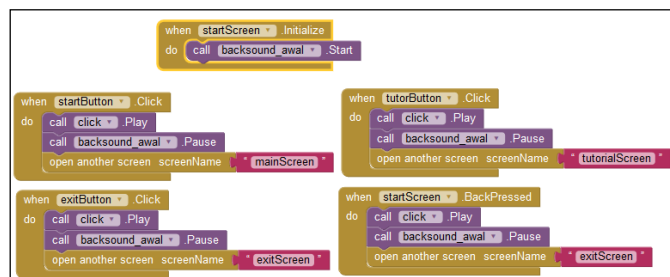 when startScreen .Initialize
do call backsound_awal .Start
when startButton .Click
do call click .Play
call backsound_awal .Pause
open another screen screenName " mainScreen "
when tutorButton .Click
do call click .Play
call backsound_awal .Pause
open another screen screenName " tutorialScreen "
when exitButton .Click
do call click .Play
call backsound_awal .Pause
open another screen screenName " exitScreen "
when startScreen .BackPressed
do call click .Play
call backsound_awal .Pause
open another screen screenName " exitScreen "